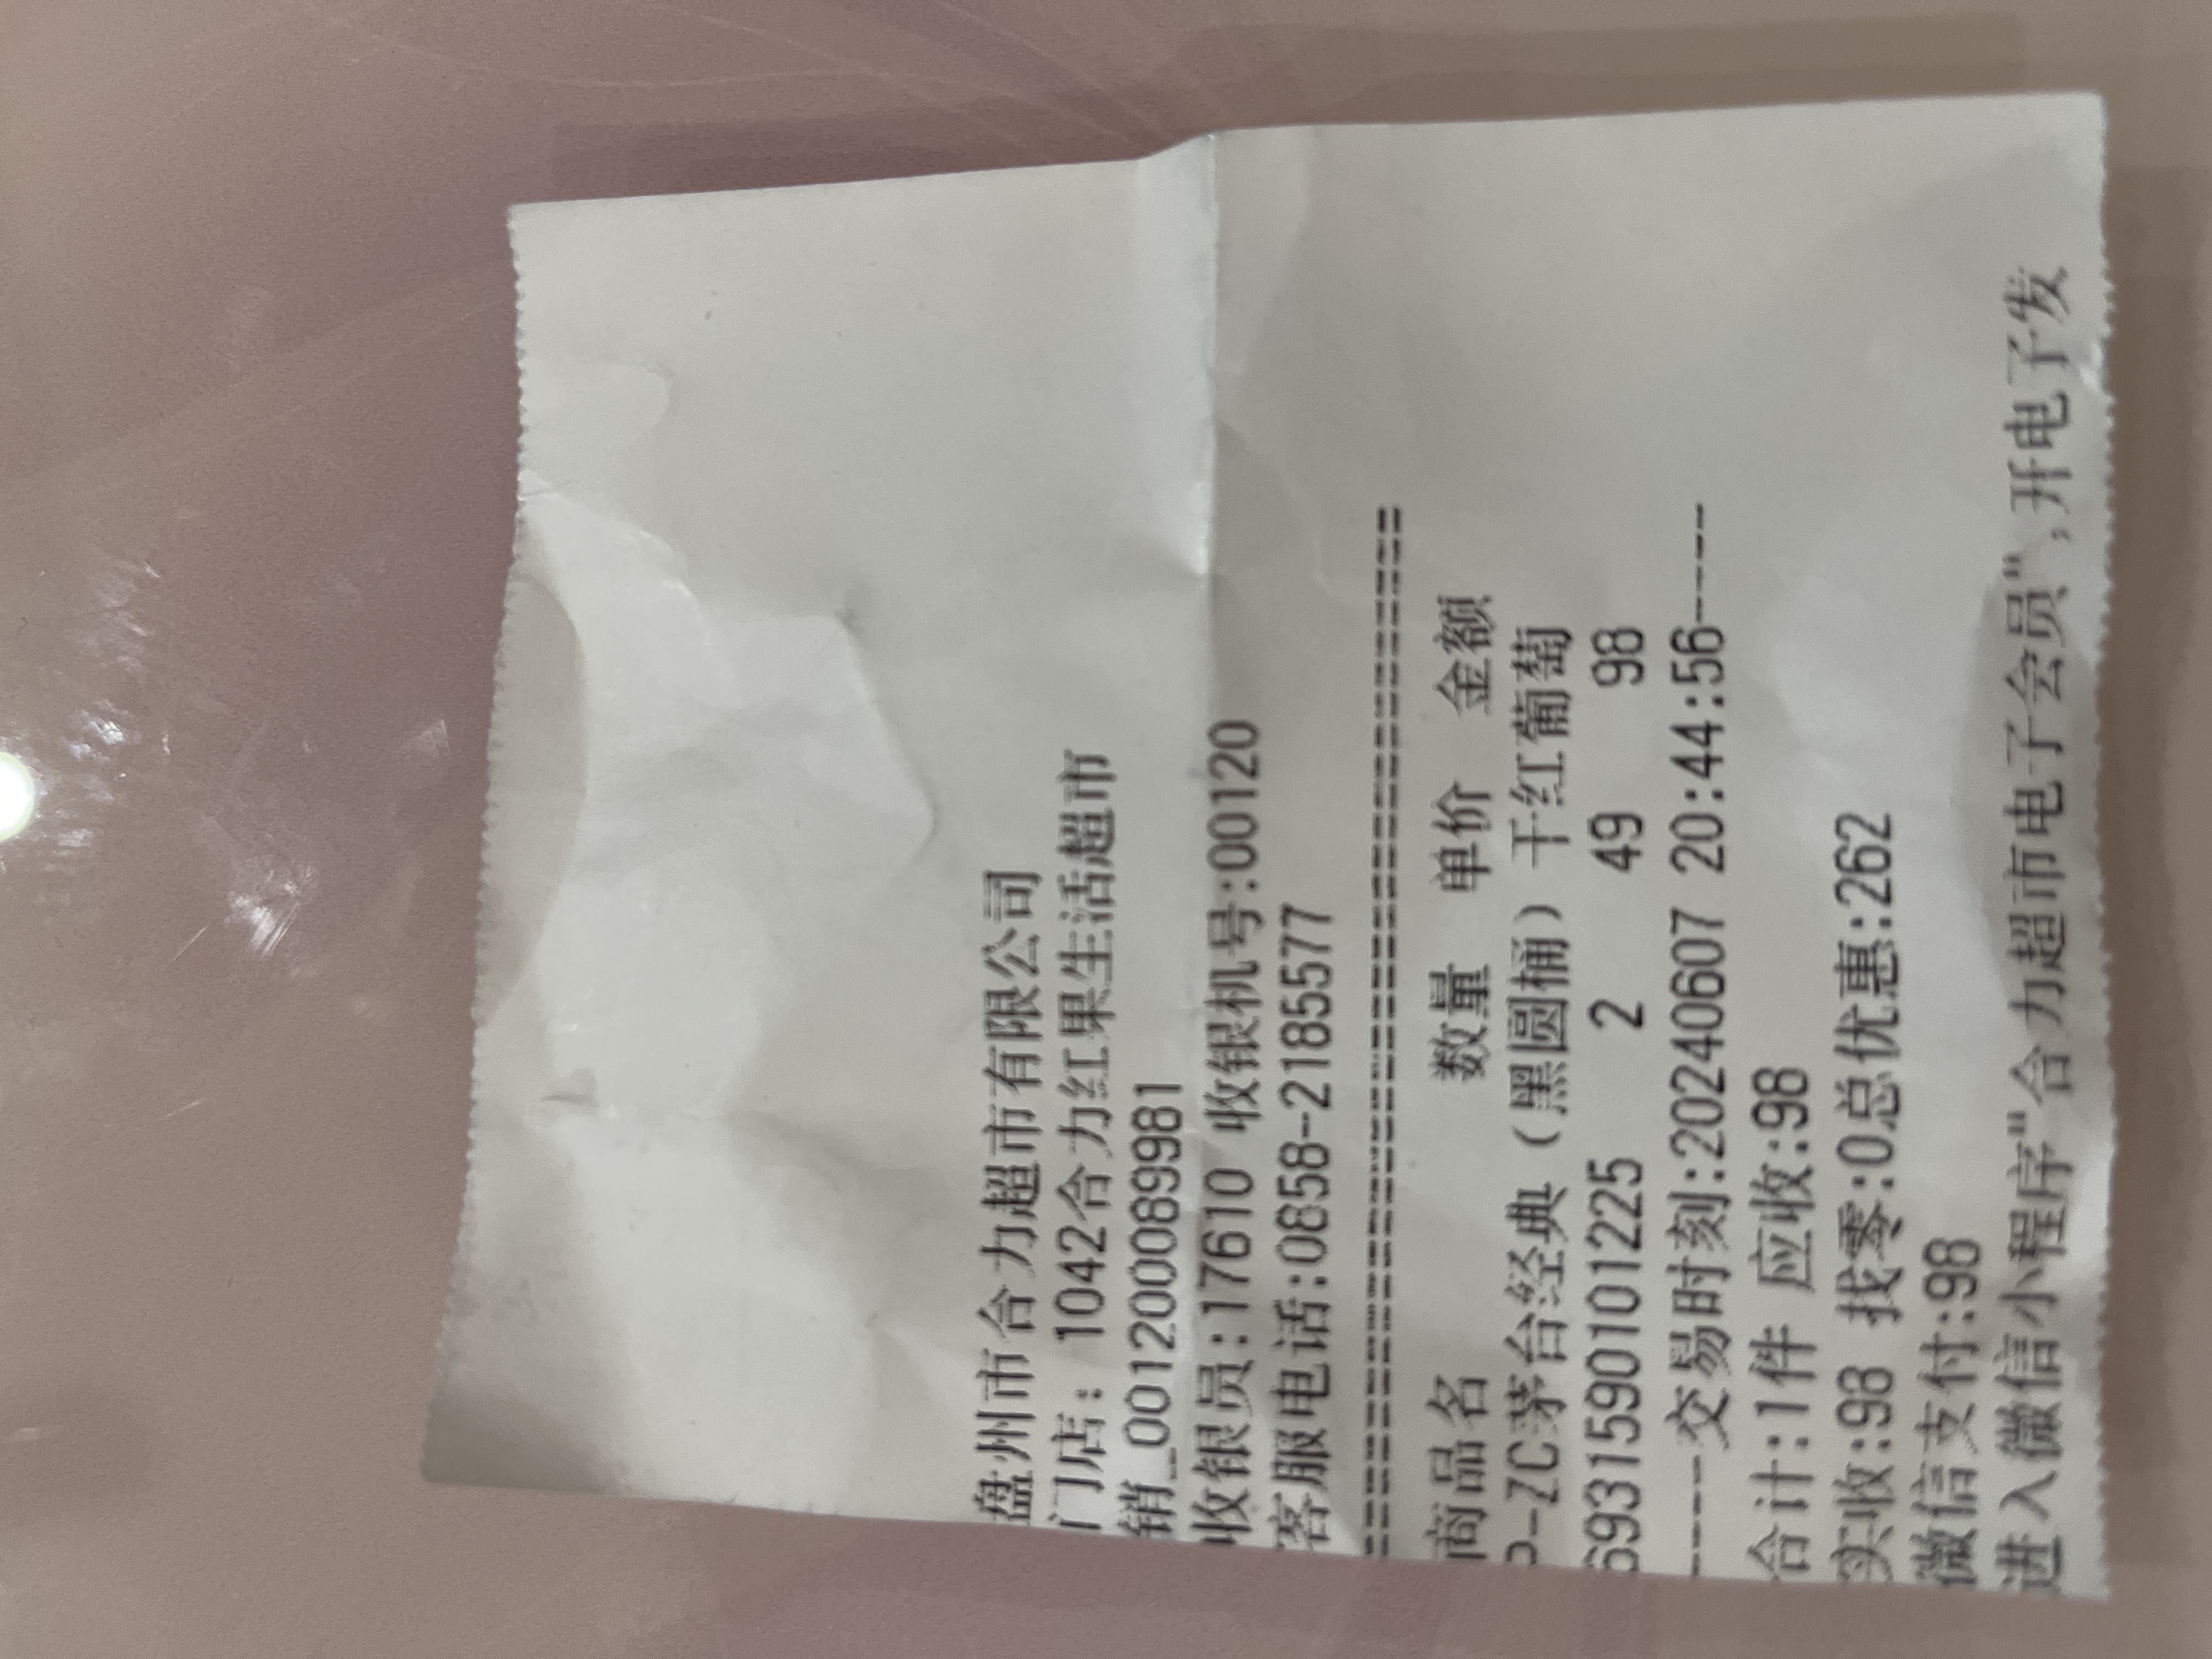 盘州市合力超市有限公司
门店: 1042合力红果生活超市
销_00120008998​1
收银员:17610 收银机号:00120
客服电话:0858-2185577
==========================================
商品名 数量 单价 金额
P-ZC茅台经典（黑圆桶）干红葡萄
6931590101225 2 49 98
-----交易时刻:20240607 20:44:56-----
合计:1件 应收:98
实收:98 找零:0总优惠:262
微信支付:98
进入微信小程序"合力超市电子会员",开电子发